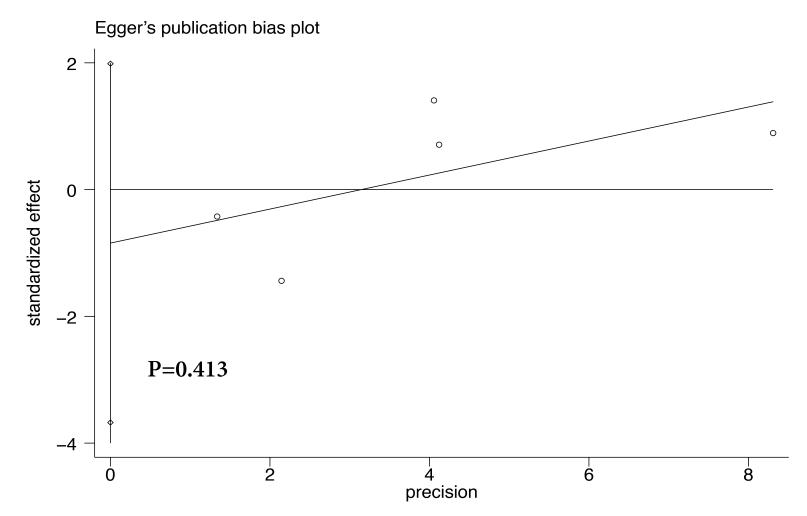 Egger’s publication bias plot
2
0
−2
−4
standardized effect
P=0.413
0 2 4 6 8
precision